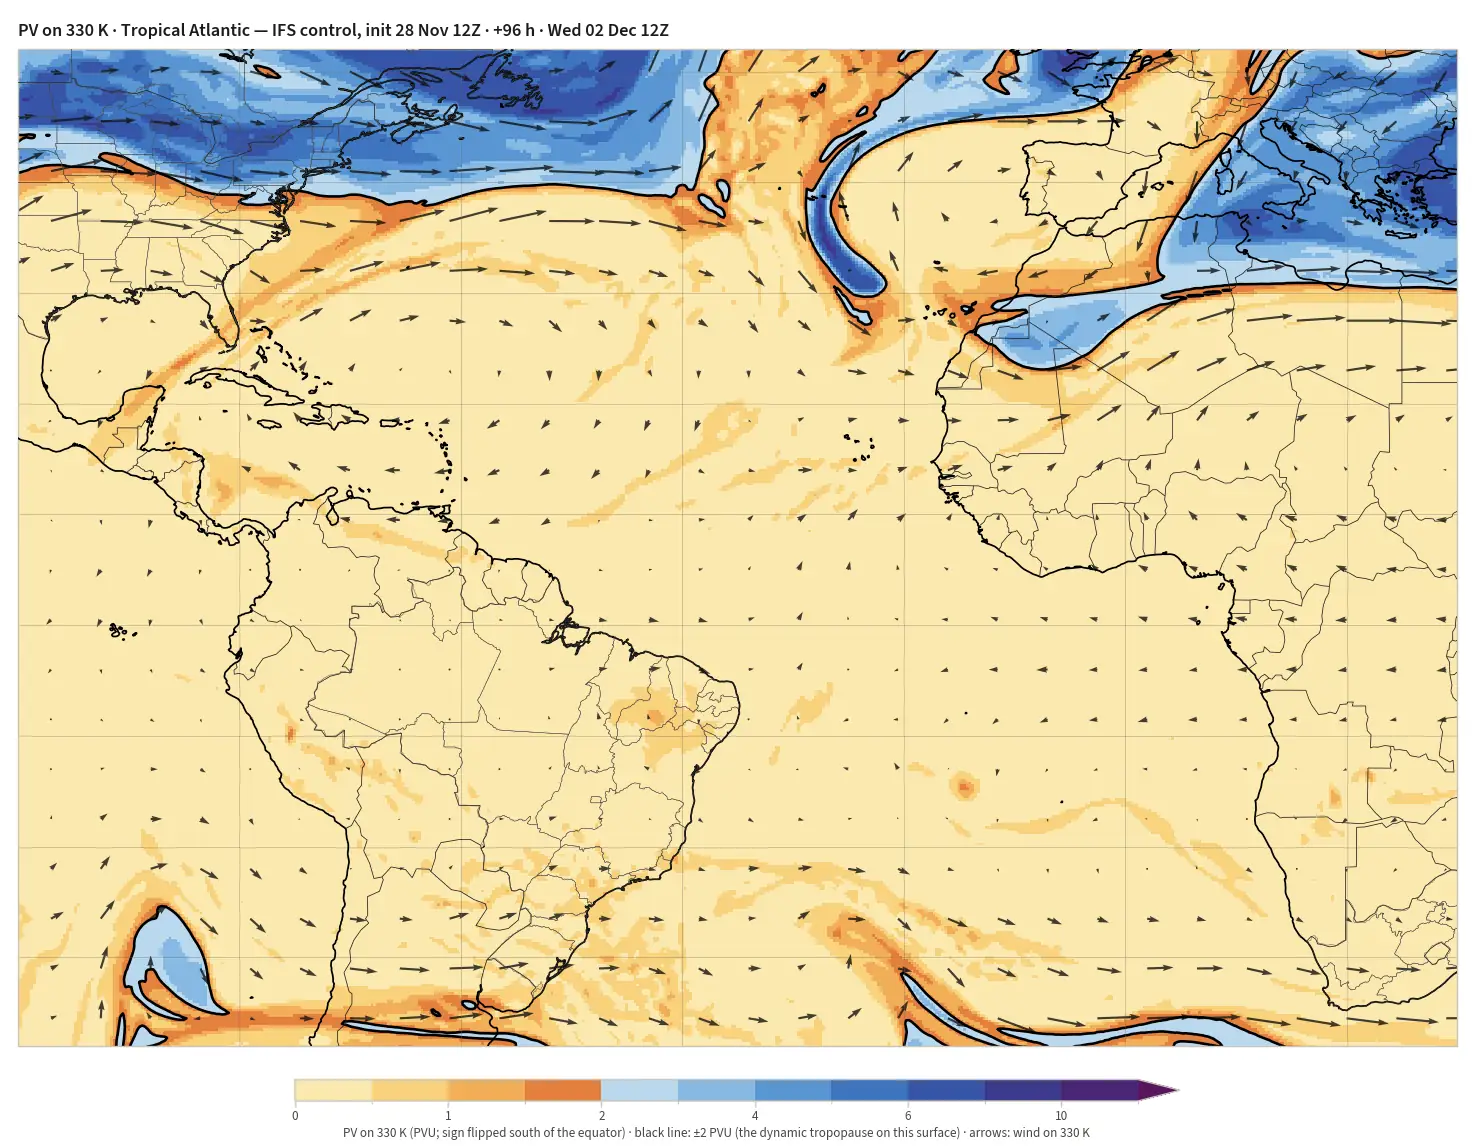 PV on 330 K · Tropical Atlantic — IFS control, init 28 Nov 12Z · +96 h · Wed 02 Dec 12Z
0 1 2 4 6 10
PV on 330 K (PVU; sign flipped south of the equator) · black line: ±2 PVU (the dynamic tropopause on this surface) · arrows: wind on 330 K